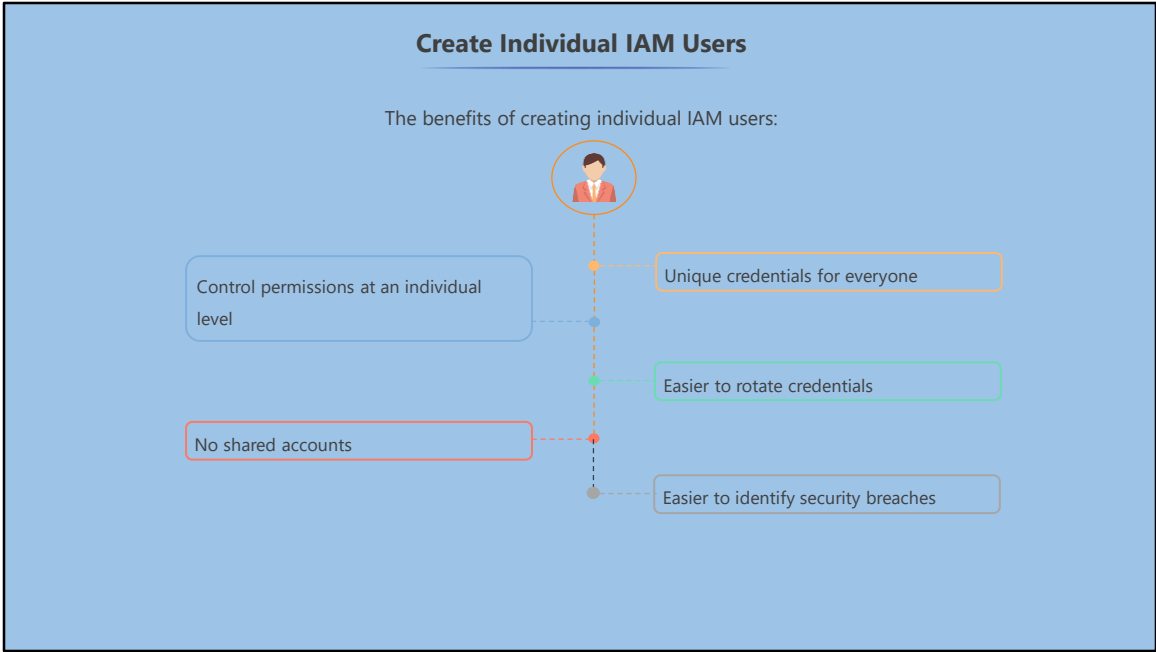 Create Individual IAM Users
The benefits of creating individual IAM users:
Unique credentials for everyone
Control permissions at an individual
level
Easier to rotate credentials
No shared accounts
Easier to identify security breaches